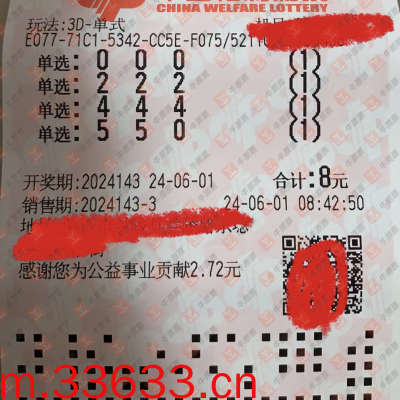 CHINA WELFARE LOTTERY
玩法:3D-单式
E077-71C1-5342-CC5E-F075/5211
单选: 0 0 0 (1)
单选: 2 2 2 (1)
单选: 4 4 4 (1)
单选: 5 5 0 (1)
开奖期:2024143 24-06-01 合计:8元
销售期:2024143-3 24-06-01 08:42:50
感谢您为公益事业贡献2.72元
m.33633.cn